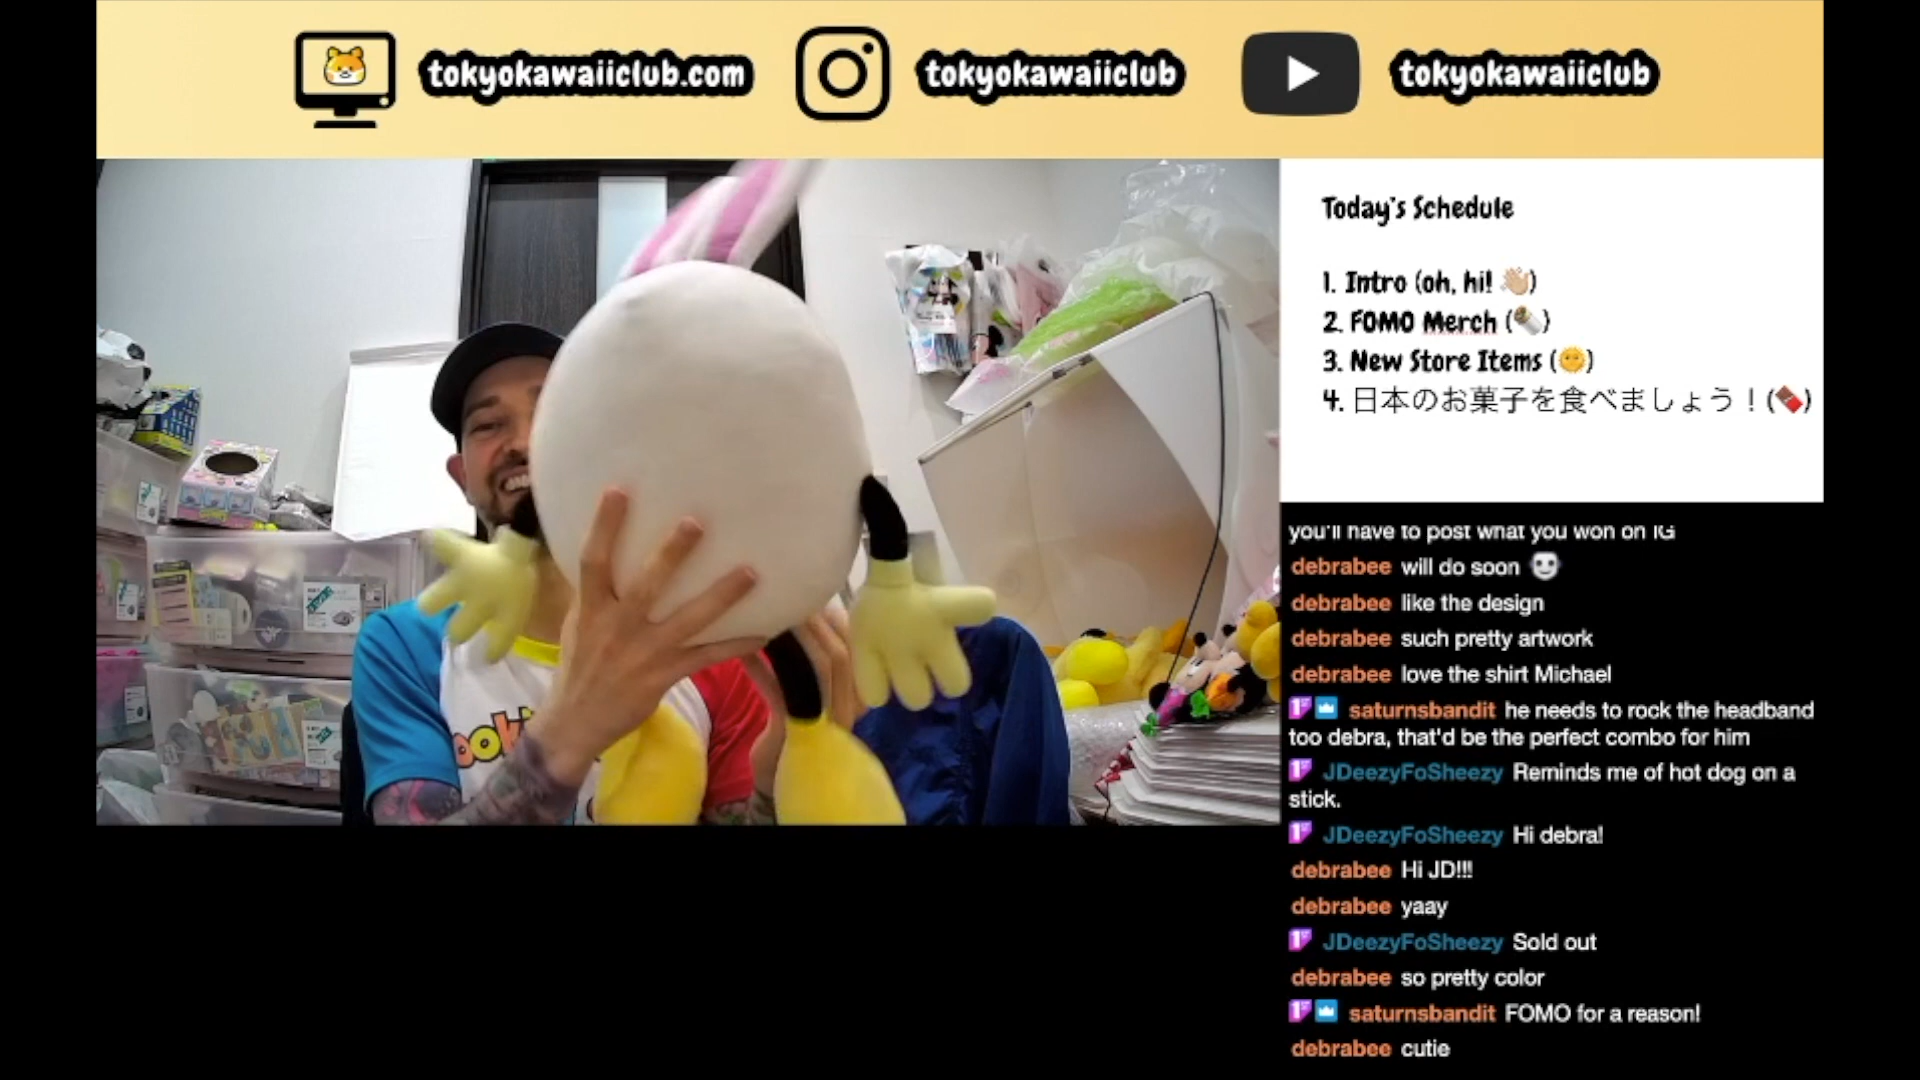 tokyokawaiiclub.com
tokyokawaiiclub
tokyokawaiiclub
Today's Schedule
1. Intro (oh, hi! 👋🏻)
2. FOMO Merch (🌯)
3. New Store Items (🌞)
4. 日本のお菓子を食べましょう！(🍫)
you'll have to post what you won on IG
debrabee will do soon
debrabee like the design
debrabee such pretty artwork
debrabee love the shirt Michael
saturnsbandit he needs to rock the headband
too debra, that'd be the perfect combo for him
JDeezyFoSheezy Reminds me of hot dog on a
stick.
JDeezyFoSheezy Hi debra!
debrabee Hi JD!!!
debrabee yaay
JDeezyFoSheezy Sold out
debrabee so pretty color
saturnsbandit FOMO for a reason!
debrabee cutie